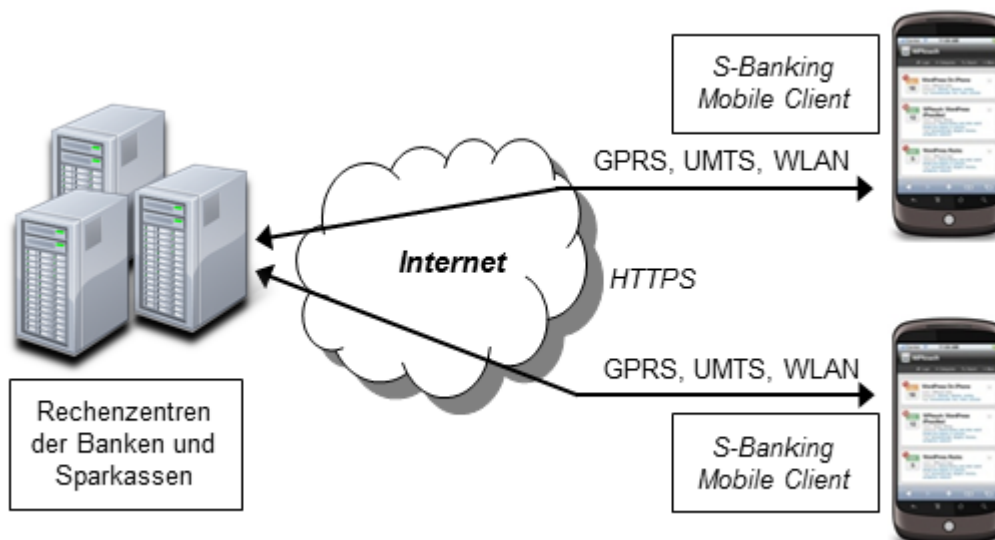 S-Banking
Mobile Client
GPRS, UMTS, WLAN
Internet
HTTPS
GPRS, UMTS, WLAN
Rechenzentren
der Banken und
Sparkassen
S-Banking
Mobile Client